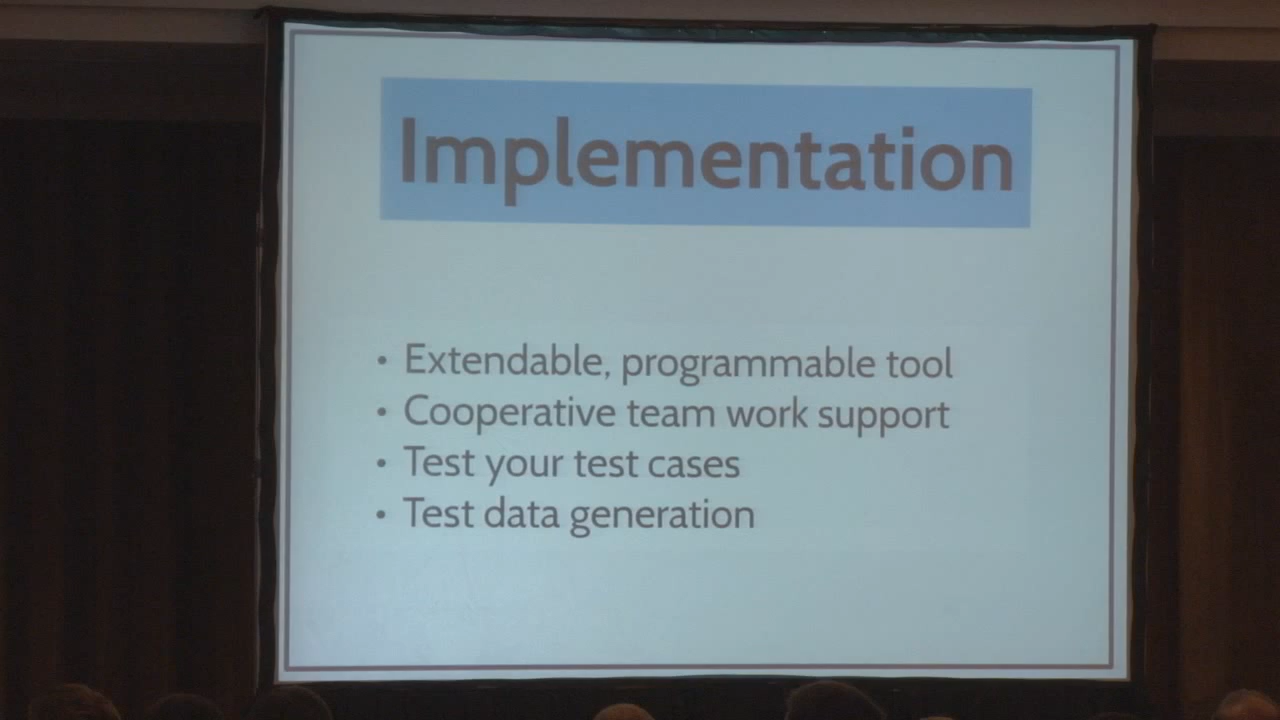 Implementation
• Extendable, programmable tool
• Cooperative team work support
• Test your test cases
• Test data generation